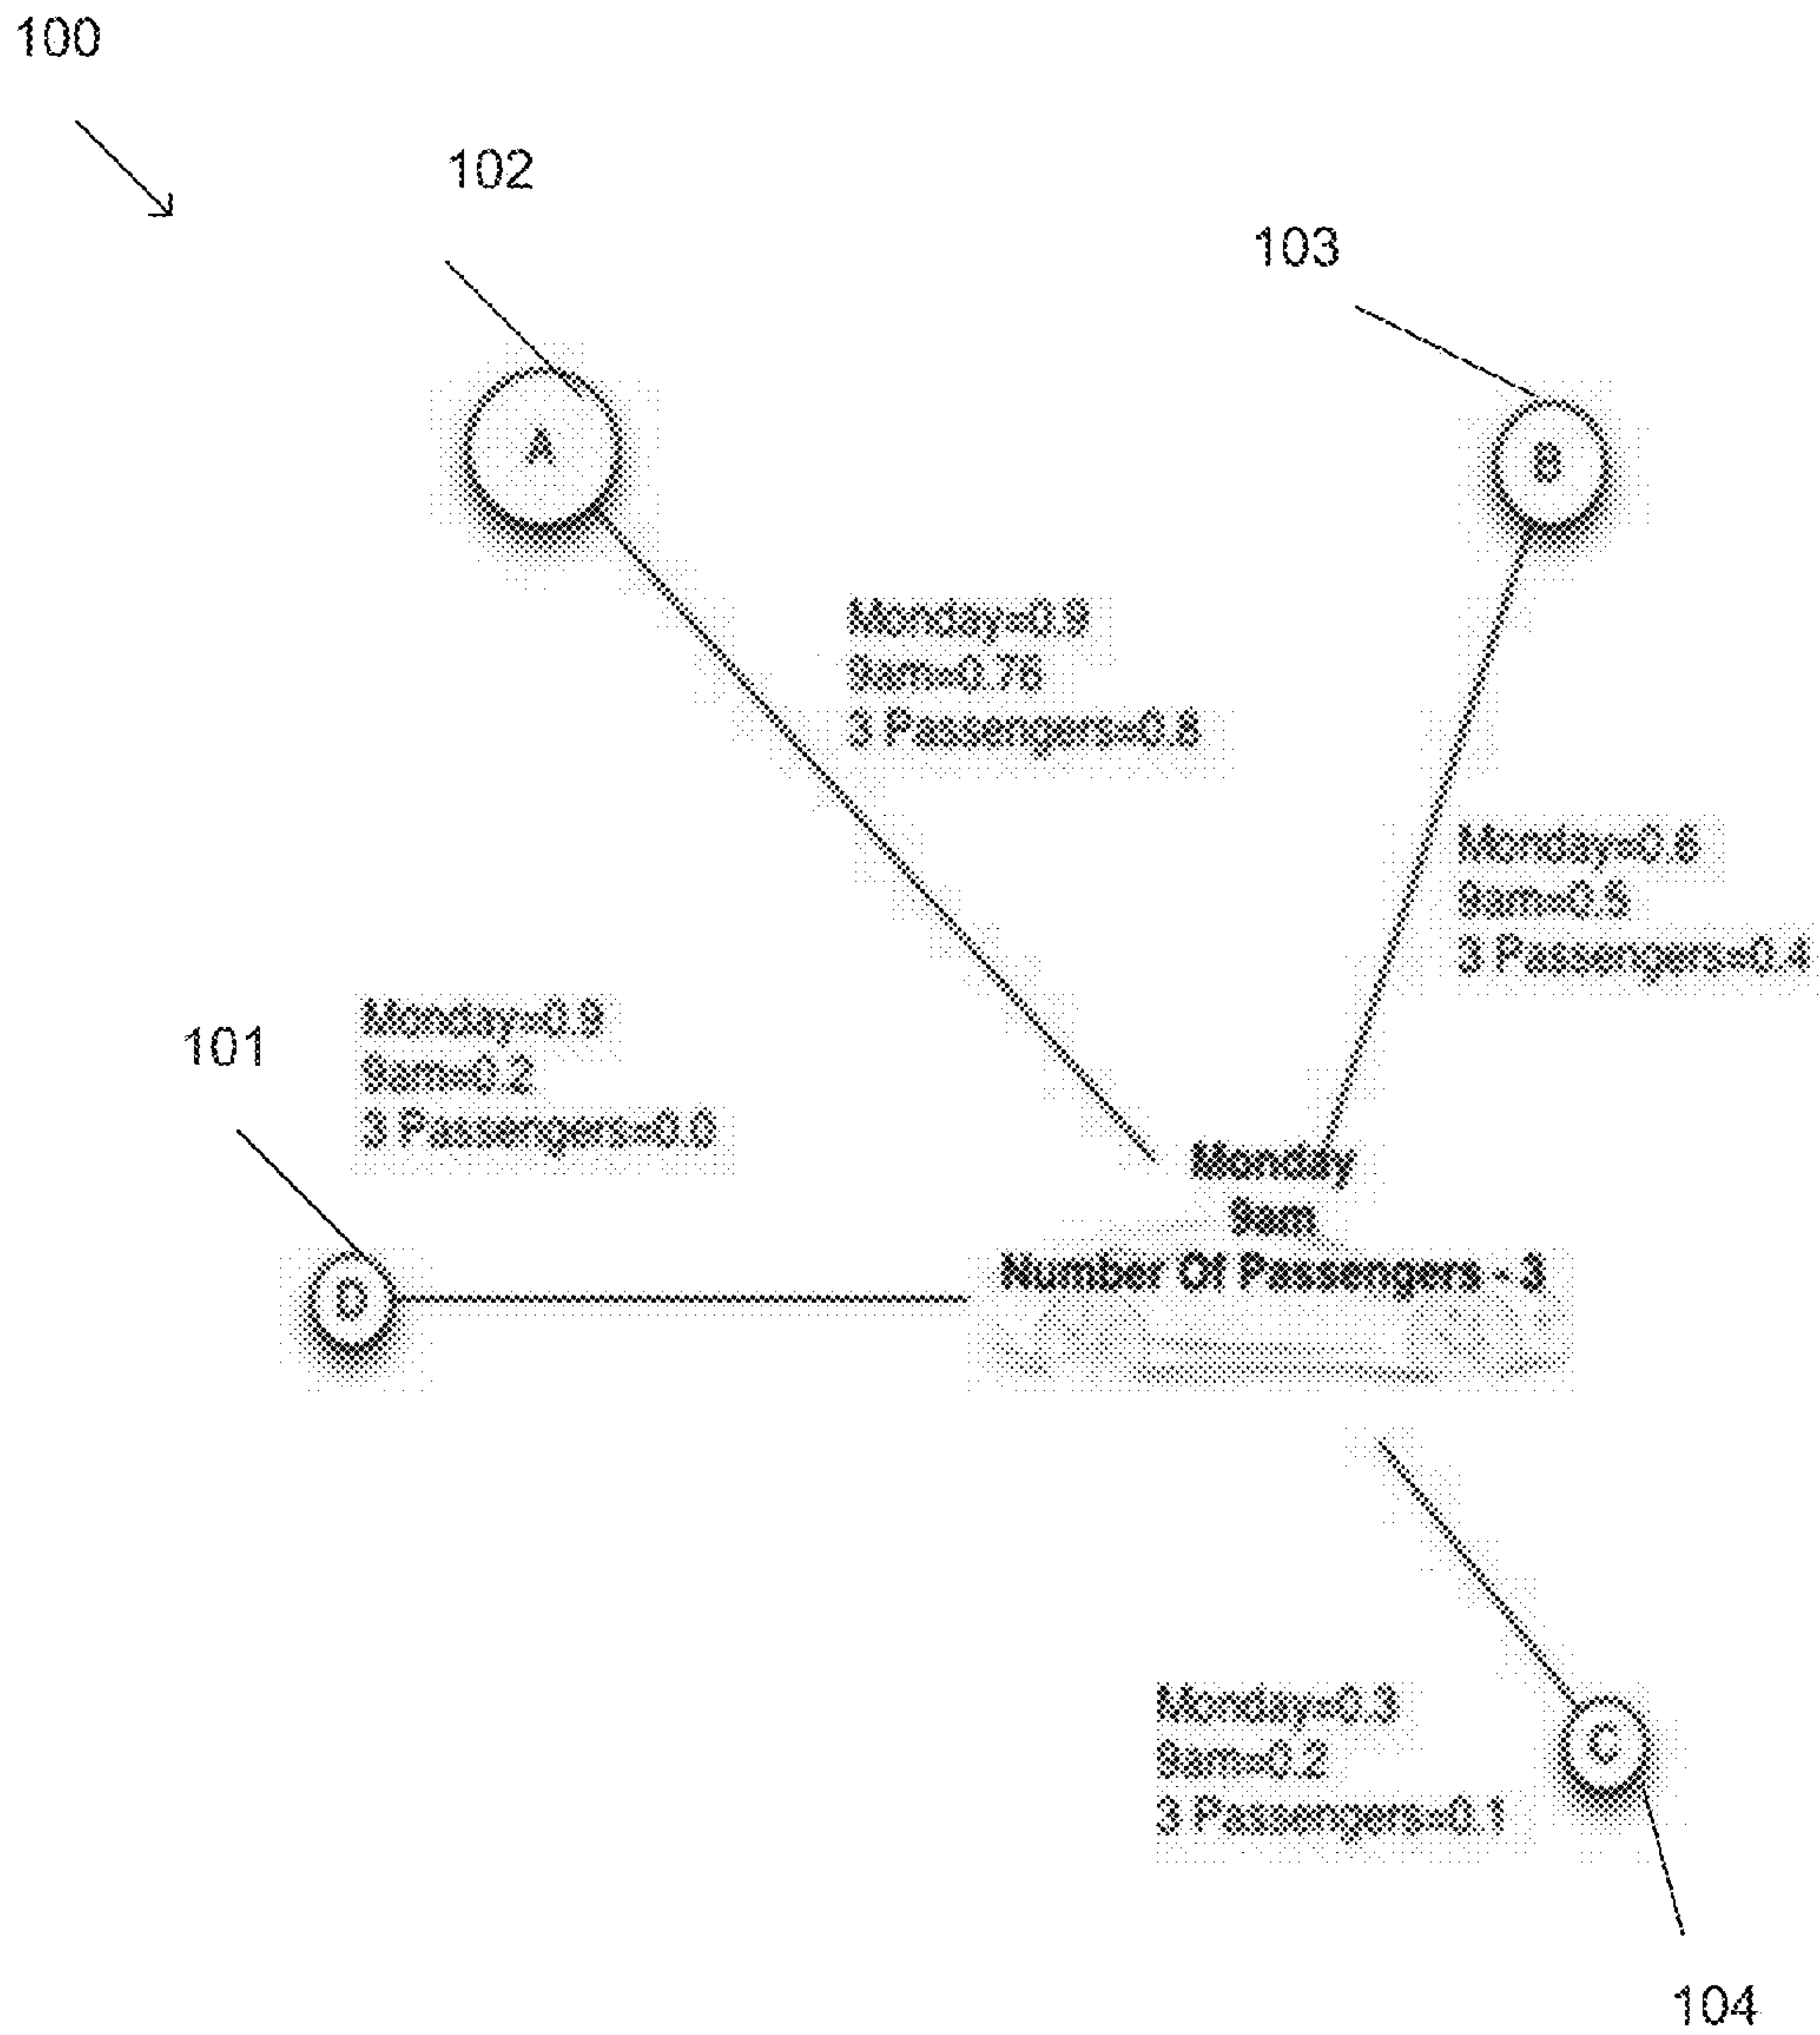 100
102
103
A
B
Monday=0.9
9am=0.76
3 Passengers=0.8
Monday=0.6
9am=0.5
3 Passengers=0.4
101
Monday=0.9
9am=0.2
3 Passengers=0.0
Monday
9am
Number Of Passengers - 3
D
Monday=0.3
9am=0.2
3 Passengers=0.1
C
104